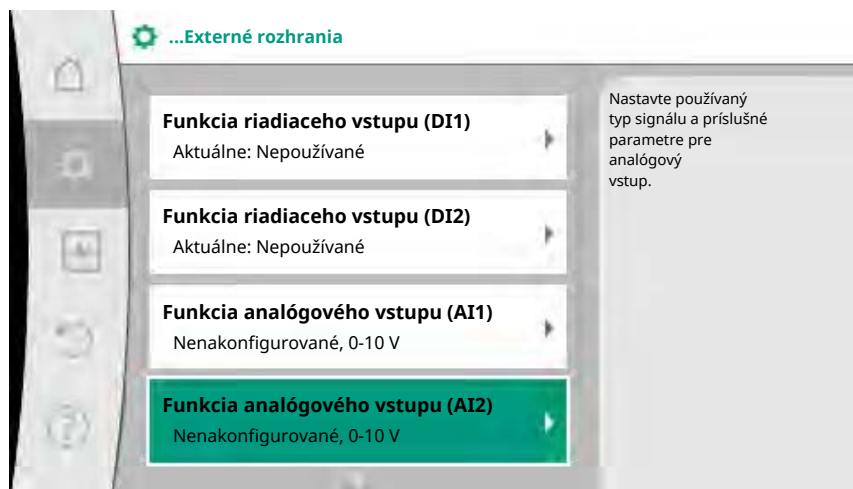 ...Externé rozhrania
Funkcia riadiaceho vstupu (DI1)
Aktuálne: Nepoužívané
Funkcia riadiaceho vstupu (DI2)
Aktuálne: Nepoužívané
Funkcia analógového vstupu (AI1)
Nenakonfigurované, 0-10 V
Funkcia analógového vstupu (AI2)
Nenakonfigurované, 0-10 V
Nastavte používaný
typ signálu a príslušné
parametre pre
analógový
vstup.